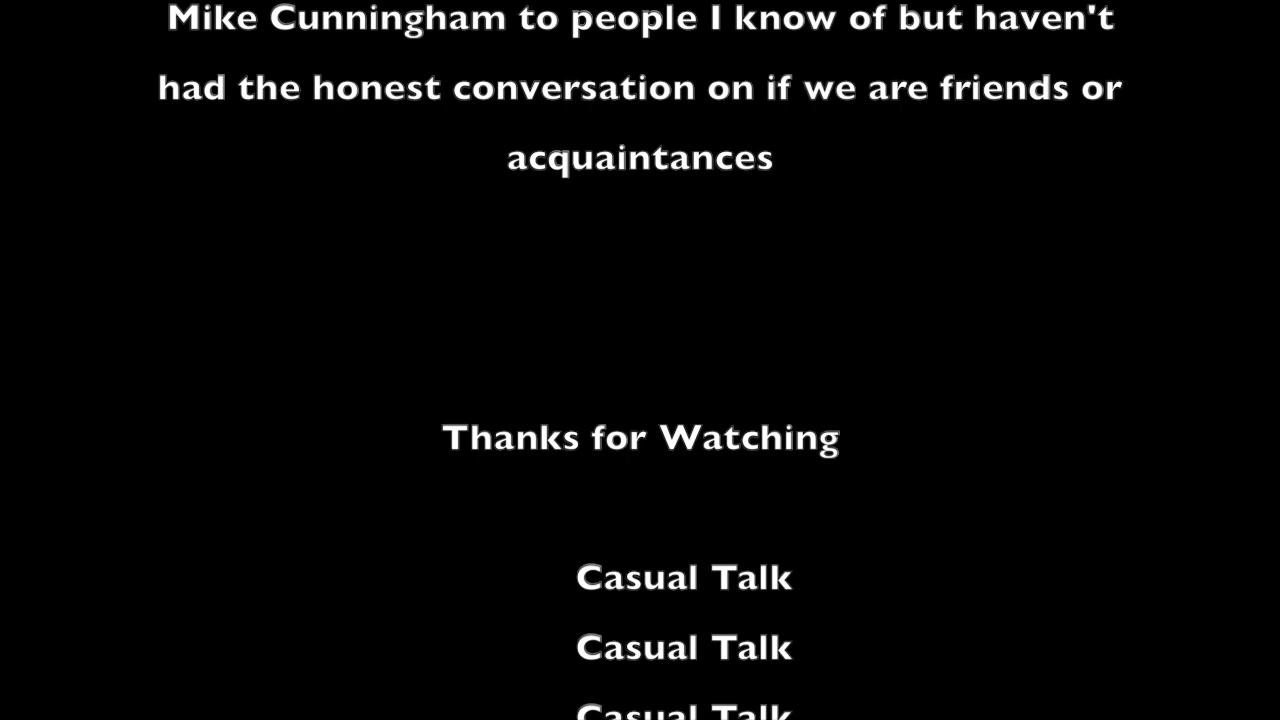 Mike Cunningham to people I know of but haven't
had the honest conversation on if we are friends or
acquaintances
Thanks for Watching
Casual Talk
Casual Talk
Casual Talk